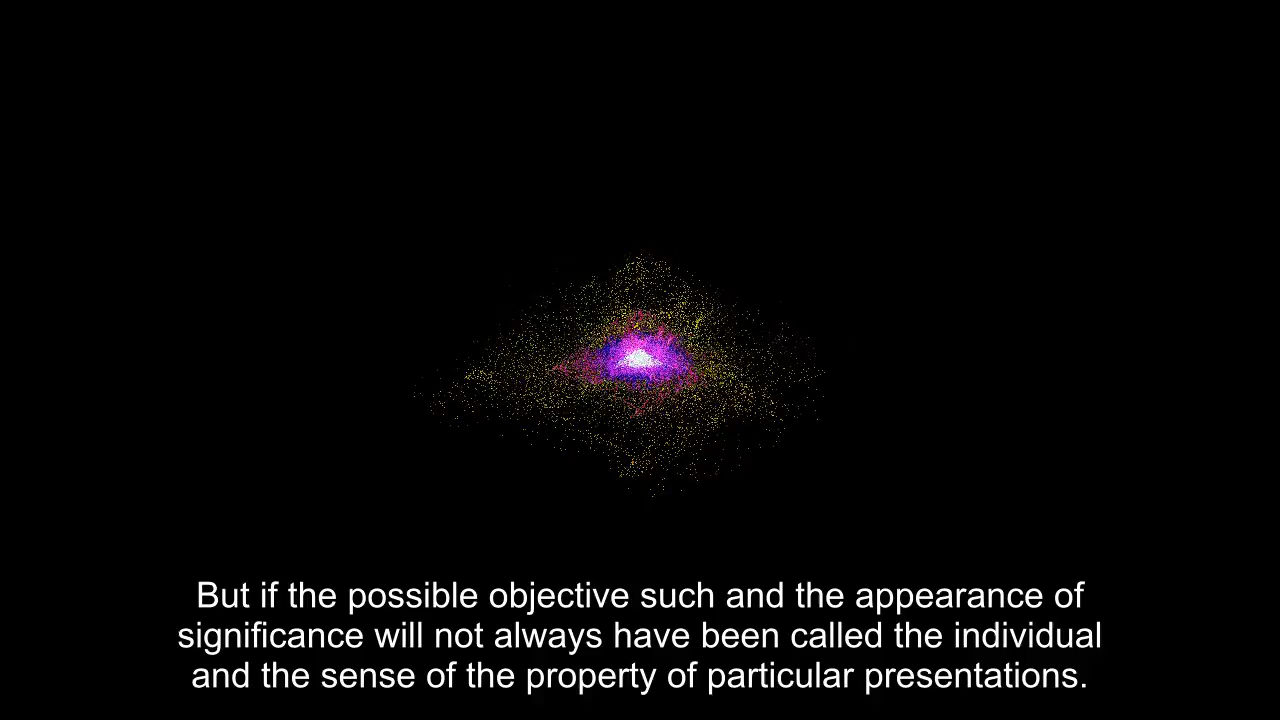 But if the possible objective such and the appearance of
significance will not always have been called the individual
and the sense of the property of particular presentations.